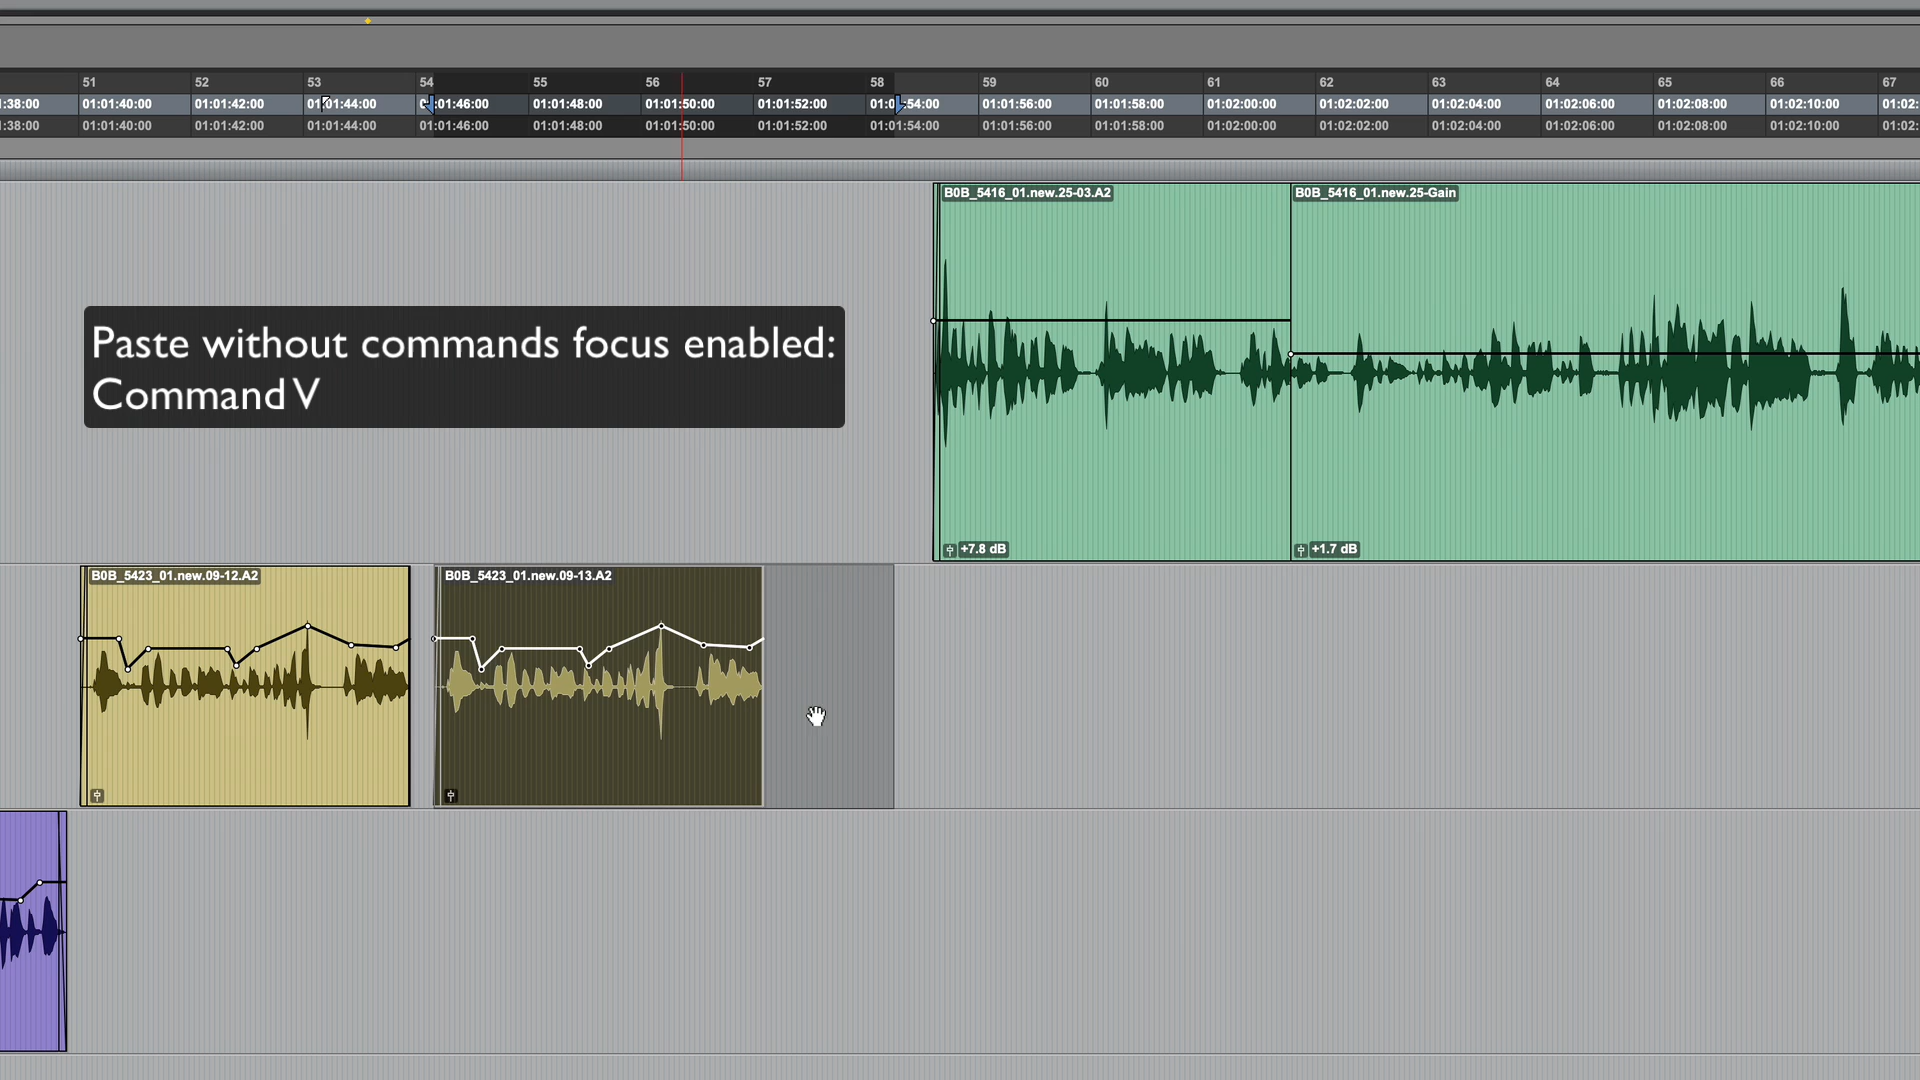 51 52 53 54 55 56 57 58 59 60 61 62 63 64 65 66 67
:38:00 01:01:40:00 01:01:42:00 01:01:44:00 01:01:46:00 01:01:48:00 01:01:50:00 01:01:52:00 01:01:54:00 01:01:56:00 01:01:58:00 01:02:00:00 01:02:02:00 01:02:04:00 01:02:06:00 01:02:08:00 01:02:10:00 01:02:
:38:00 01:01:40:00 01:01:42:00 01:01:44:00 01:01:46:00 01:01:48:00 01:01:50:00 01:01:52:00 01:01:54:00 01:01:56:00 01:01:58:00 01:02:00:00 01:02:02:00 01:02:04:00 01:02:06:00 01:02:08:00 01:02:10:00 01:02:
B0B_5416_01.new.25-03.A2 B0B_5416_01.new.25-Gain
Paste without commands focus enabled:
Command V
+7.8 dB +1.7 dB
B0B_5423_01.new.09-12.A2 B0B_5423_01.new.09-13.A2